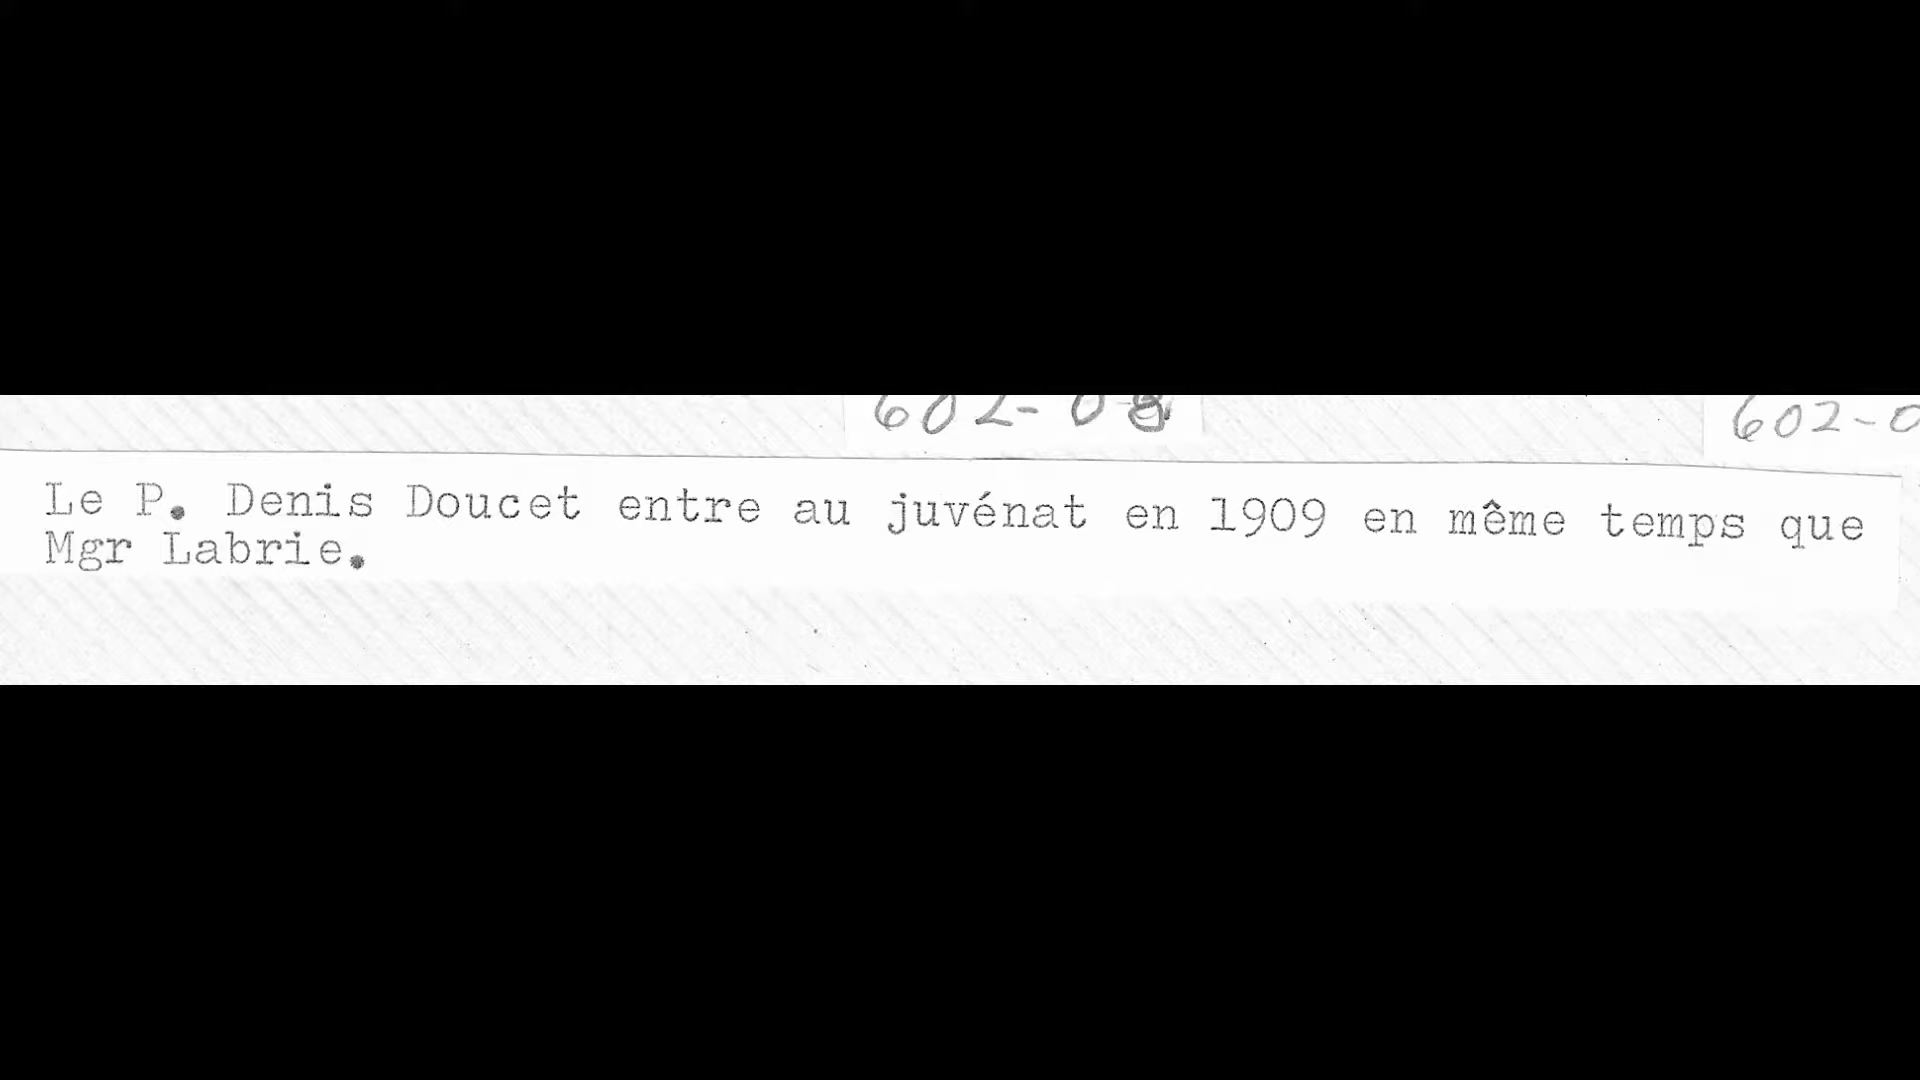 602-08 602-0
Le P. Denis Doucet entre au juvénat en 1909 en même temps que
Mgr Labrie.